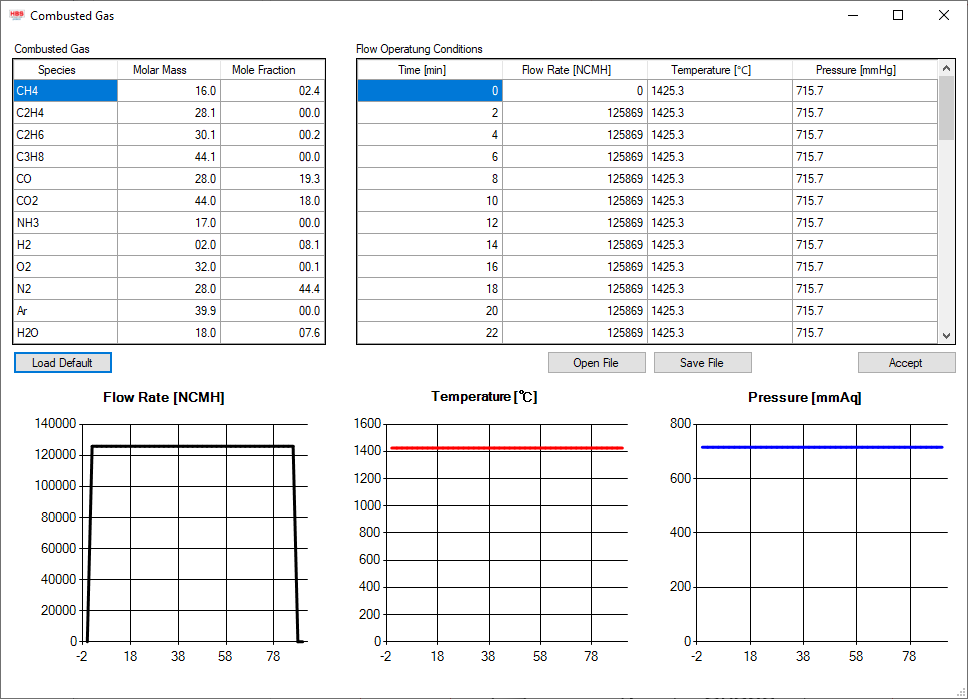 HBS Combusted Gas
Combusted Gas
Species Molar Mass Mole Fraction
CH4 16.0 02.4
C2H4 28.1 00.0
C2H6 30.1 00.2
C3H8 44.1 00.0
CO 28.0 19.3
CO2 44.0 18.0
NH3 17.0 00.0
H2 02.0 08.1
O2 32.0 00.1
N2 28.0 44.4
Ar 39.9 00.0
H2O 18.0 07.6
Load Default
Flow Operatung Conditions
Time [min] Flow Rate [NCMH] Temperature [℃] Pressure [mmHg]
0 0 1425.3 715.7
2 125869 1425.3 715.7
4 125869 1425.3 715.7
6 125869 1425.3 715.7
8 125869 1425.3 715.7
10 125869 1425.3 715.7
12 125869 1425.3 715.7
14 125869 1425.3 715.7
16 125869 1425.3 715.7
18 125869 1425.3 715.7
20 125869 1425.3 715.7
22 125869 1425.3 715.7
Open File Save File Accept
Flow Rate [NCMH]
140000
120000
100000
80000
60000
40000
20000
0
-2 18 38 58 78
Temperature [℃]
1600
1400
1200
1000
800
600
400
200
0
-2 18 38 58 78
Pressure [mmAq]
800
600
400
200
0
-2 18 38 58 78